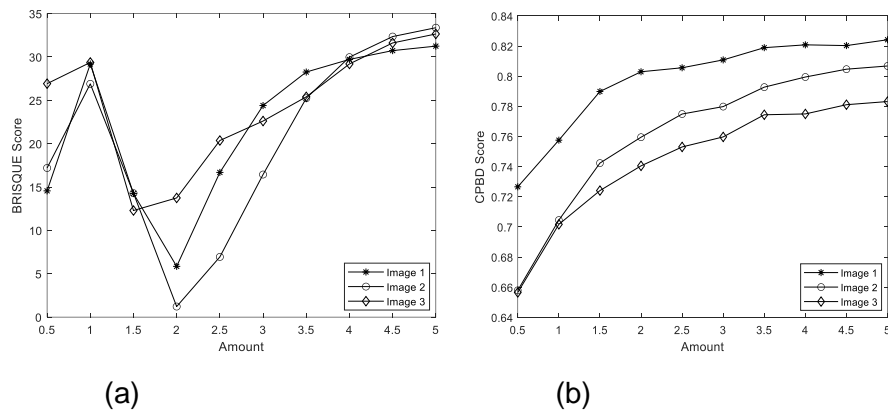 35
30
25
20
15
10
5
0
BRISQUE Score
0.5 1 1.5 2 2.5 3 3.5 4 4.5 5
Amount
Image 1
Image 2
Image 3
(a)
0.84
0.82
0.8
0.78
0.76
0.74
0.72
0.7
0.68
0.66
0.64
CPBD Score
0.5 1 1.5 2 2.5 3 3.5 4 4.5 5
Amount
Image 1
Image 2
Image 3
(b)